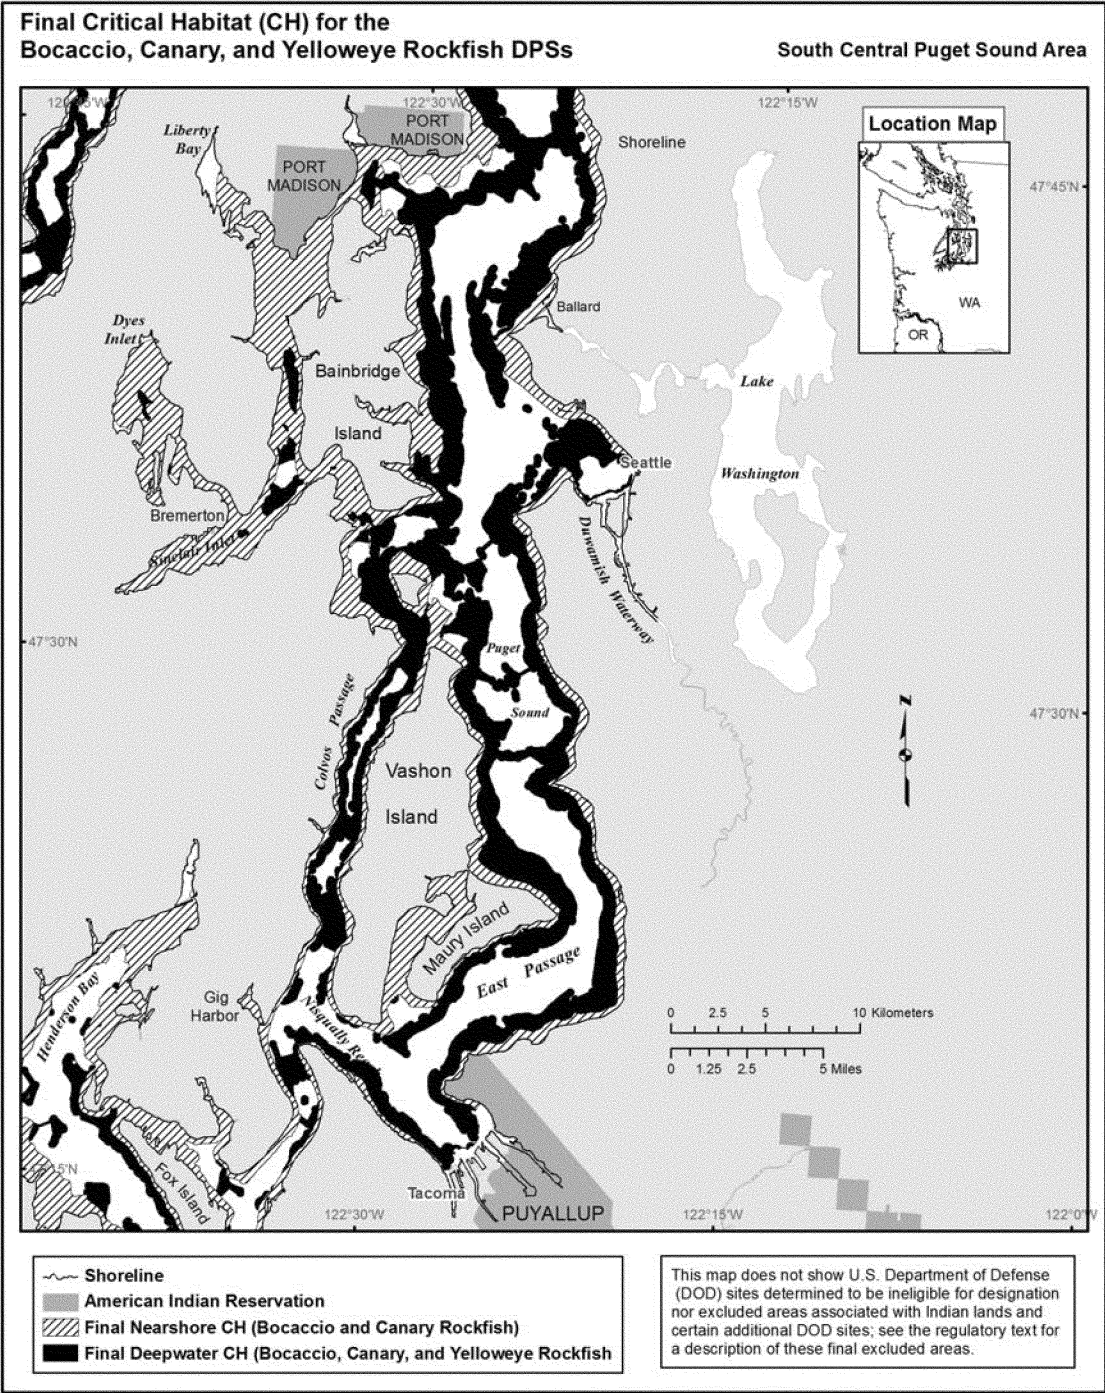 Final Critical Habitat (CH) for the
Bocaccio, Canary, and Yelloweye Rockfish DPSs
South Central Puget Sound Area
122°30'W
122°15'W
Liberty
Bay
PORT
MADISON
PORT
MADISON
Shoreline
Location Map
47°45'N
WA
OR
Ballard
Dyes
Inlet
Bainbridge
Island
Lake
Washington
Seattle
Bremerton
Sinclair Inlet
Duwamish Waterway
47°30'N
Puget
Sound
47°30'N
N
Colvos Passage
Vashon
Island
Maury Island
East Passage
Henderson Bay
Gig
Harbor
Nisqually Re
0 2.5 5 10 Kilometers
0 1.25 2.5 5 Miles
15'N
Fox Island
Tacoma
PUYALLUP
122°30'W
122°15'W
122°0'W
Shoreline
American Indian Reservation
Final Nearshore CH (Bocaccio and Canary Rockfish)
Final Deepwater CH (Bocaccio, Canary, and Yelloweye Rockfish
This map does not show U.S. Department of Defense
(DOD) sites determined to be ineligible for designation
nor excluded areas associated with Indian lands and
certain additional DOD sites; see the regulatory text for
a description of these final excluded areas.